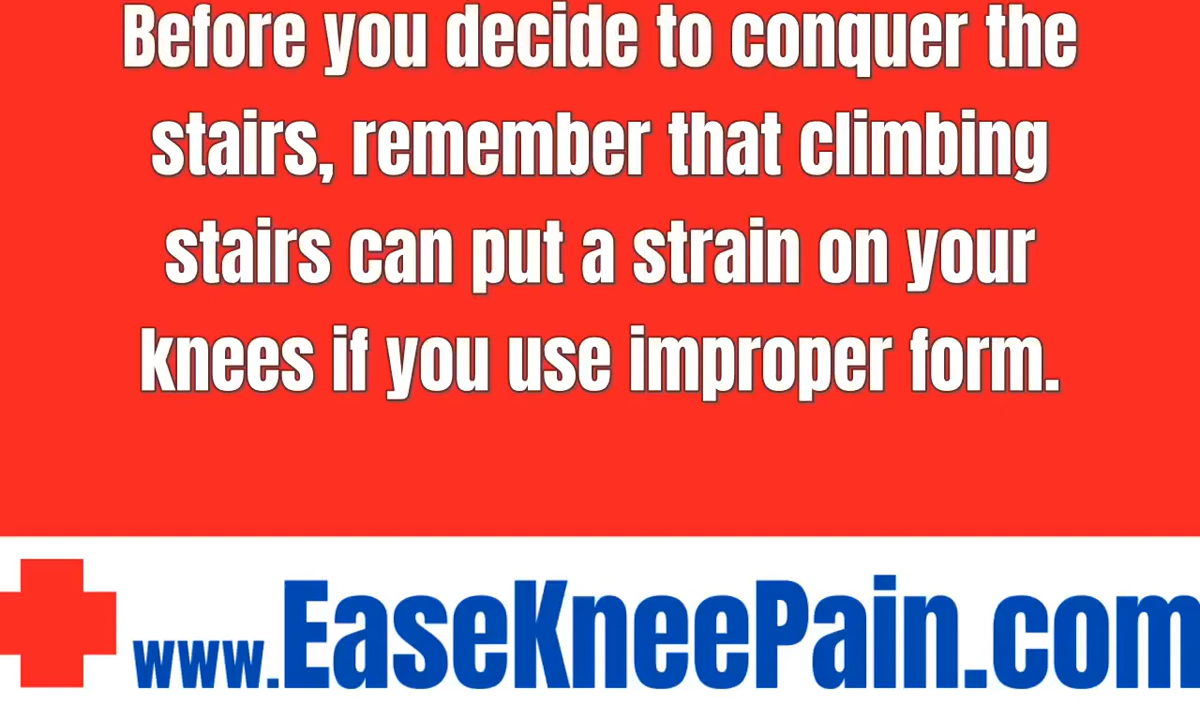 Before you decide to conquer the
stairs, remember that climbing
stairs can put a strain on your
knees if you use improper form.
www.EaseKneePain.com